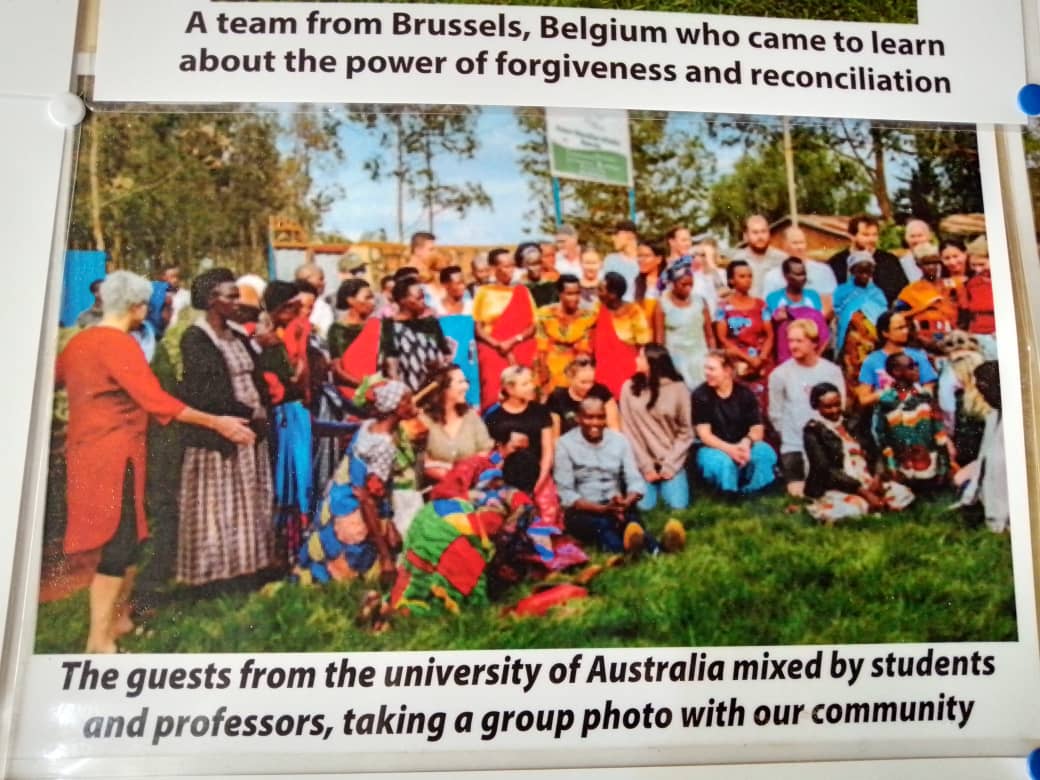 A team from Brussels, Belgium who came to learn
about the power of forgiveness and reconciliation
The guests from the university of Australia mixed by students
and professors, taking a group photo with our community